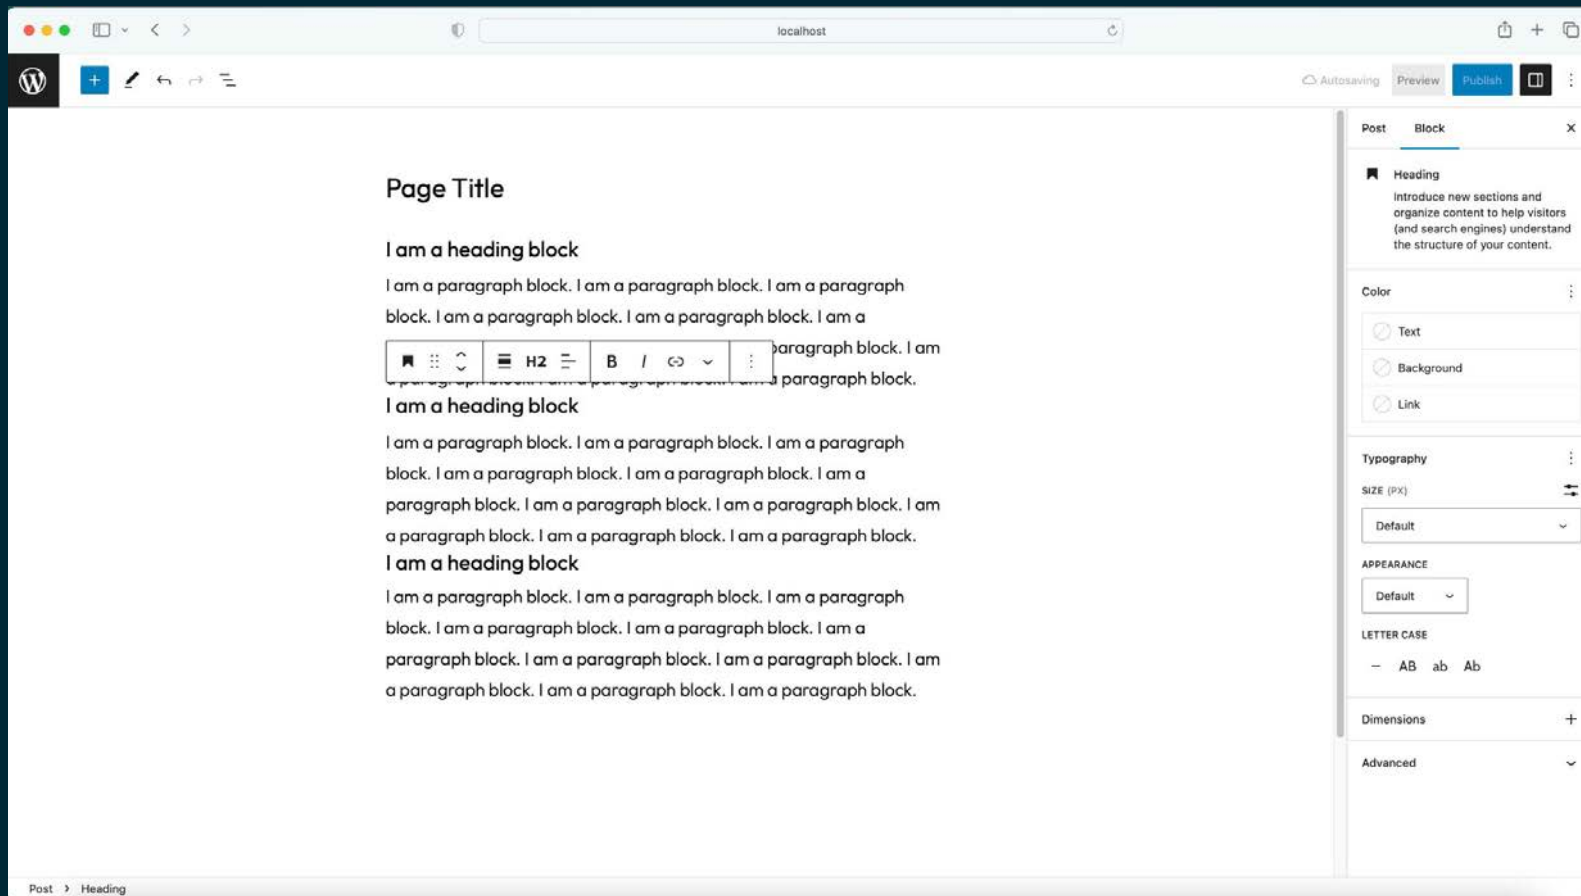 localhost
Autosaving
Preview
Publish
Post
Block
Page Title
I am a heading block
I am a paragraph block. I am a paragraph block. I am a paragraph
block. I am a paragraph block. I am a paragraph block. I am a
paragraph block. I am
H2
B
I
a paragraph block.
I am a heading block
I am a paragraph block. I am a paragraph block. I am a paragraph
block. I am a paragraph block. I am a paragraph block. I am a
paragraph block. I am a paragraph block. I am a paragraph block. I am
a paragraph block. I am a paragraph block. I am a paragraph block.
I am a heading block
I am a paragraph block. I am a paragraph block. I am a paragraph
block. I am a paragraph block. I am a paragraph block. I am a
paragraph block. I am a paragraph block. I am a paragraph block. I am
a paragraph block. I am a paragraph block. I am a paragraph block.
Heading
Introduce new sections and
organize content to help visitors
(and search engines) understand
the structure of your content.
Color
Text
Background
Link
Typography
SIZE (PX)
Default
APPEARANCE
Default
LETTER CASE
– AB ab Ab
Dimensions
Advanced
Post > Heading